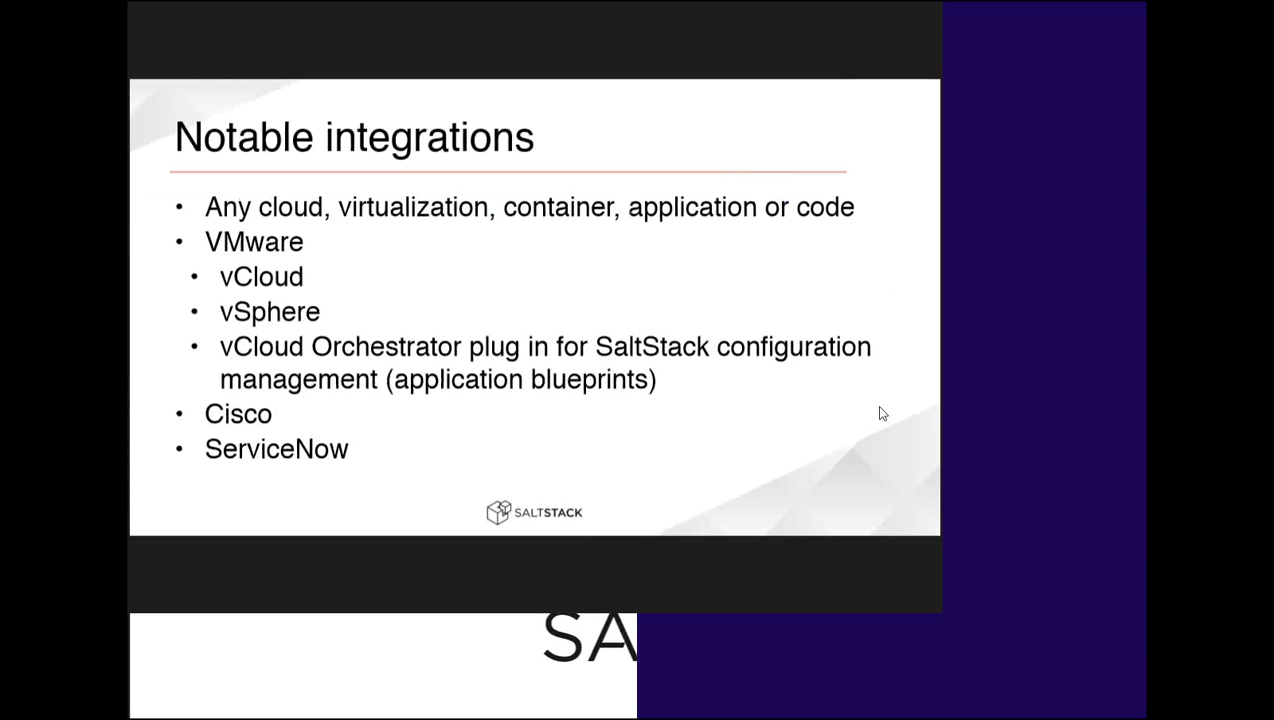 Notable integrations
• Any cloud, virtualization, container, application or code
• VMware
• vCloud
• vSphere
• vCloud Orchestrator plug in for SaltStack configuration
management (application blueprints)
• Cisco
• ServiceNow
SALTSTACK
SA